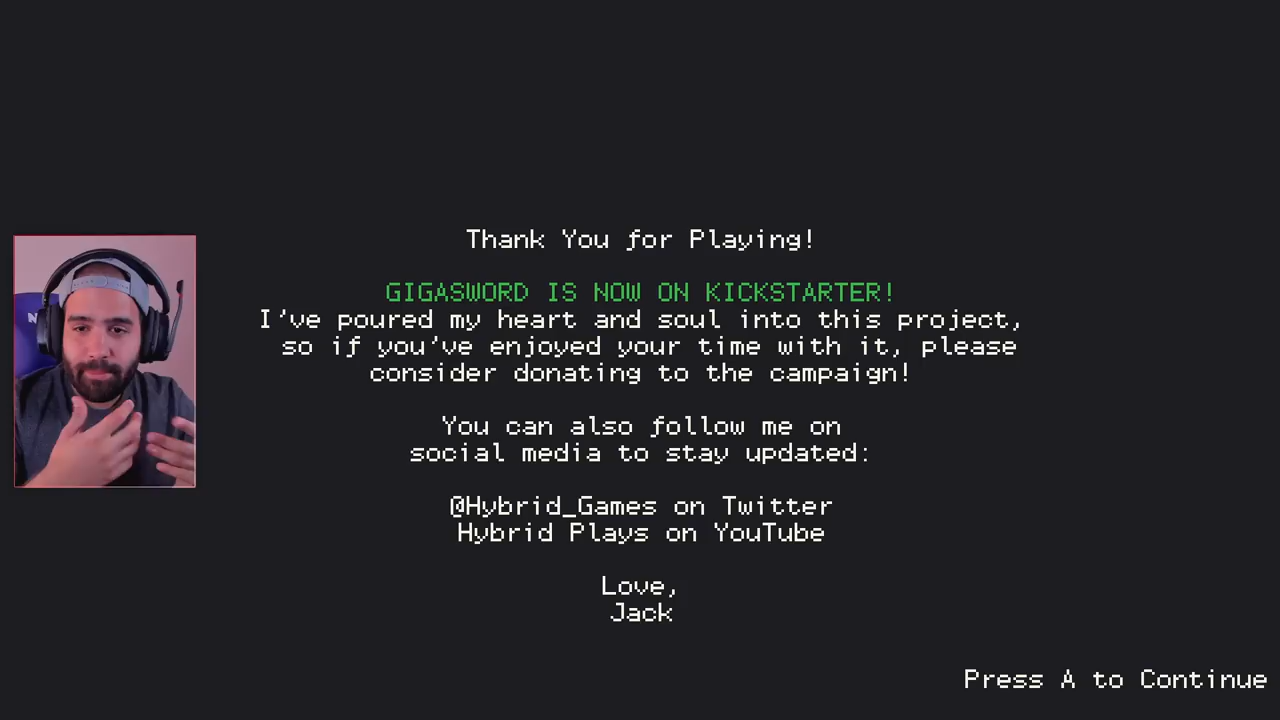 Thank You for Playing!
GIGASWORD IS NOW ON KICKSTARTER!
I've poured my heart and soul into this project,
so if you've enjoyed your time with it, please
consider donating to the campaign!
You can also follow me on
social media to stay updated:
@Hybrid_Games on Twitter
Hybrid Plays on YouTube
Love,
Jack
Press A to Continue